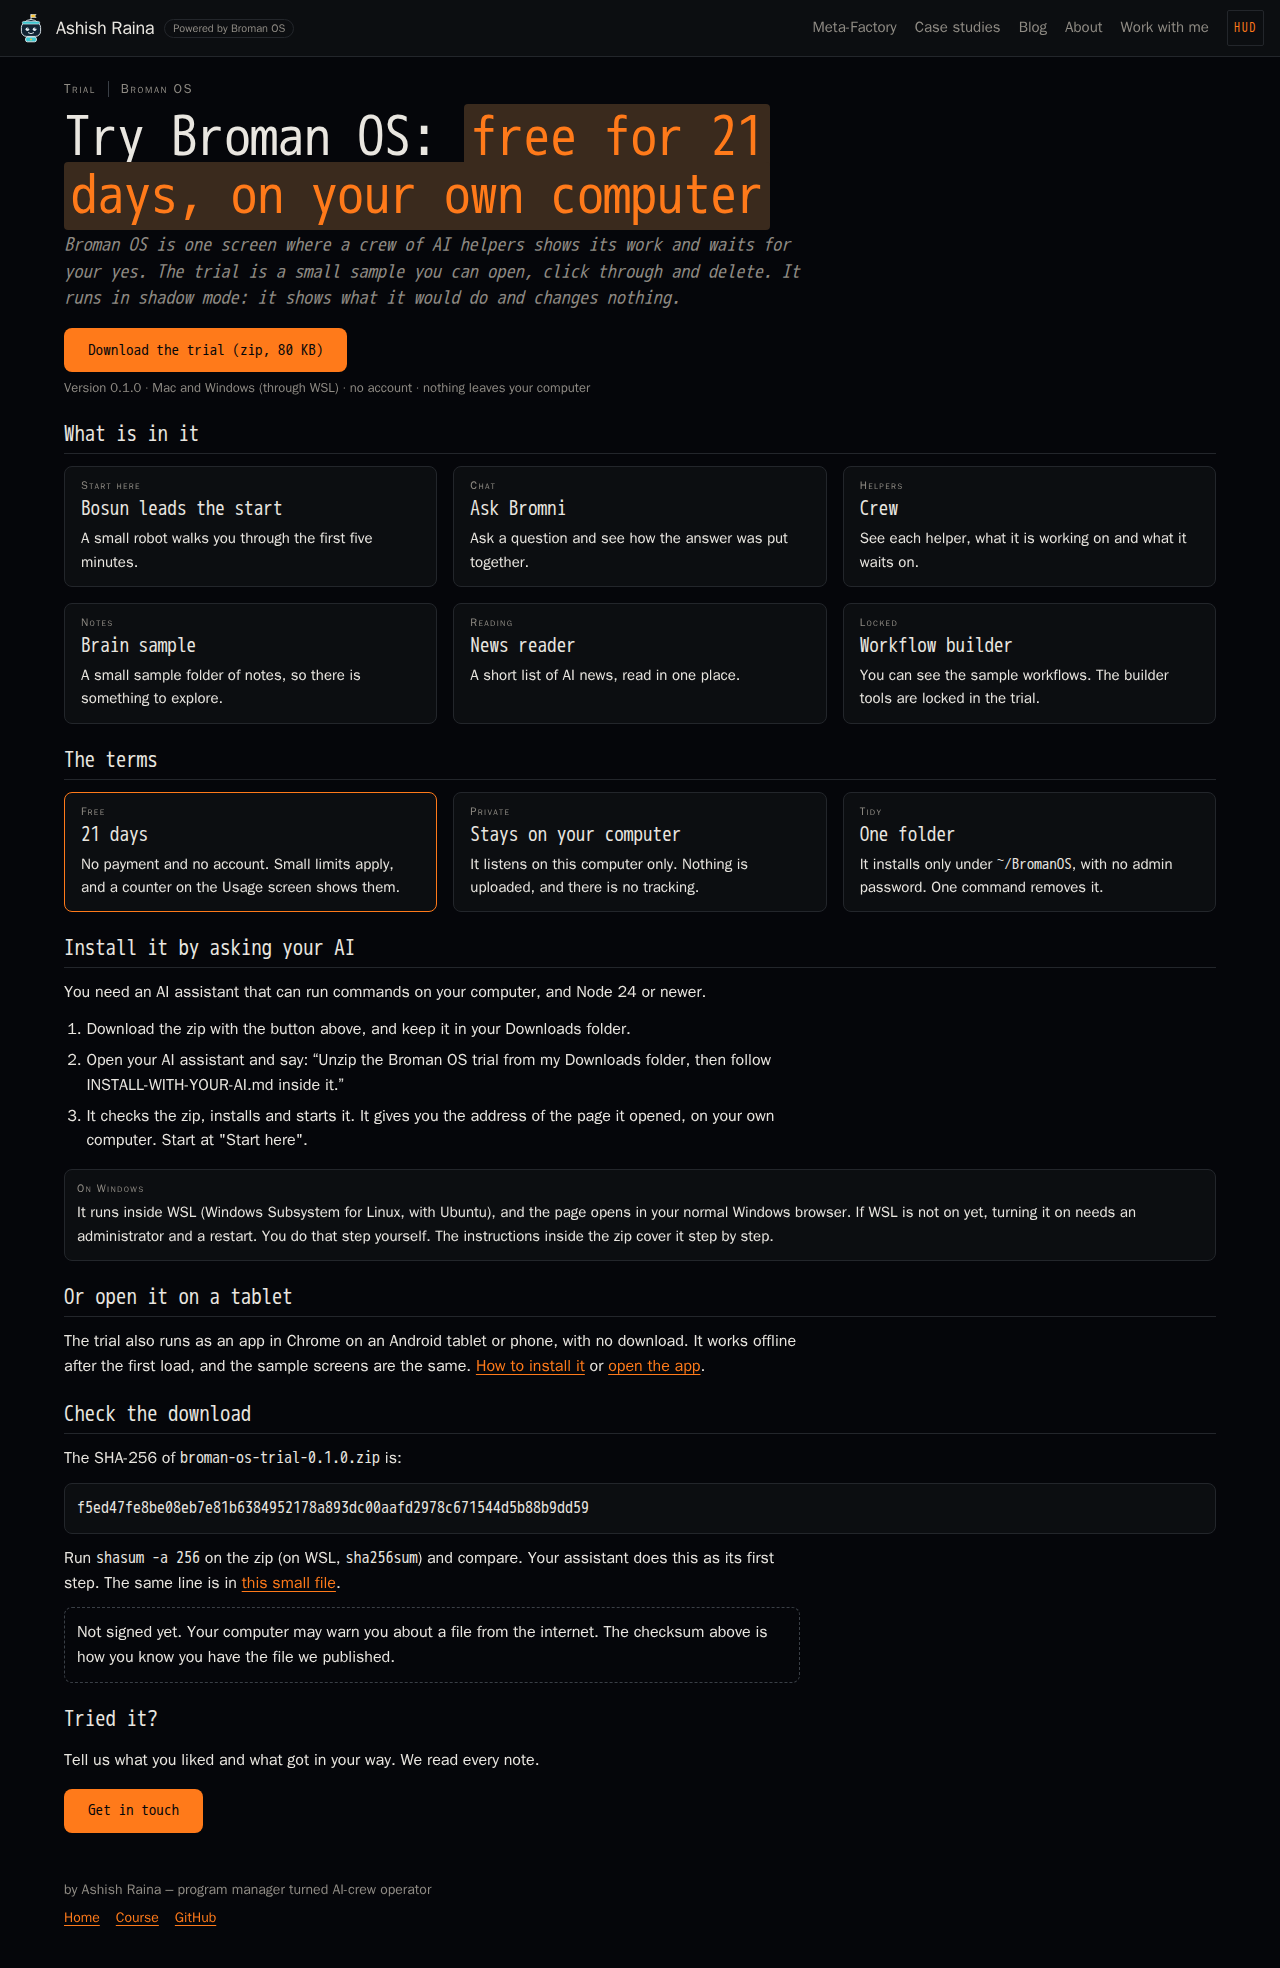 Ashish Raina
Powered by Broman OS
Meta-Factory
Case studies
Blog
About
Work with me
HUD
Trial | Broman OS
Try Broman OS: free for 21
days, on your own computer
Broman OS is one screen where a crew of AI helpers shows its work and waits for
your yes. The trial is a small sample you can open, click through and delete. It
runs in shadow mode: it shows what it would do and changes nothing.
Download the trial (zip, 80 KB)
Version 0.1.0 · Mac and Windows (through WSL) · no account · nothing leaves your computer
What is in it
Start here
Bosun leads the start
A small robot walks you through the first five
minutes.
Chat
Ask Bromni
Ask a question and see how the answer was put
together.
Helpers
Crew
See each helper, what it is working on and what it
waits on.
Notes
Brain sample
A small sample folder of notes, so there is
something to explore.
Reading
News reader
A short list of AI news, read in one place.
Locked
Workflow builder
You can see the sample workflows. The builder
tools are locked in the trial.
The terms
Free
21 days
No payment and no account. Small limits apply,
and a counter on the Usage screen shows them.
Private
Stays on your computer
It listens on this computer only. Nothing is
uploaded, and there is no tracking.
Tidy
One folder
It installs only under ~/BromanOS, with no admin
password. One command removes it.
Install it by asking your AI
You need an AI assistant that can run commands on your computer, and Node 24 or newer.
1. Download the zip with the button above, and keep it in your Downloads folder.
2. Open your AI assistant and say: “Unzip the Broman OS trial from my Downloads folder, then follow
INSTALL-WITH-YOUR-AI.md inside it.”
3. It checks the zip, installs and starts it. It gives you the address of the page it opened, on your own
computer. Start at "Start here".
On Windows
It runs inside WSL (Windows Subsystem for Linux, with Ubuntu), and the page opens in your normal Windows browser. If WSL is not on yet, turning it on needs an
administrator and a restart. You do that step yourself. The instructions inside the zip cover it step by step.
Or open it on a tablet
The trial also runs as an app in Chrome on an Android tablet or phone, with no download. It works offline
after the first load, and the sample screens are the same. How to install it or open the app.
Check the download
The SHA-256 of broman-os-trial-0.1.0.zip is:
f5ed47fe8be08eb7e81b6384952178a893dc00aafd2978c671544d5b88b9dd59
Run shasum -a 256 on the zip (on WSL, sha256sum) and compare. Your assistant does this as its first
step. The same line is in this small file.
Not signed yet. Your computer may warn you about a file from the internet. The checksum above is
how you know you have the file we published.
Tried it?
Tell us what you liked and what got in your way. We read every note.
Get in touch
by Ashish Raina — program manager turned AI-crew operator
Home
Course
GitHub